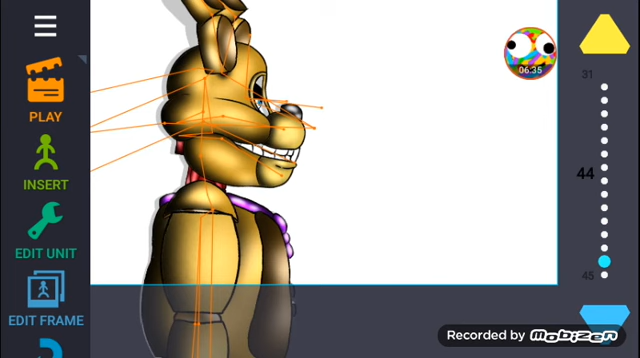 PLAY
INSERT
EDIT UNIT
EDIT FRAME
06:35
31
44
45
Recorded by mobizen